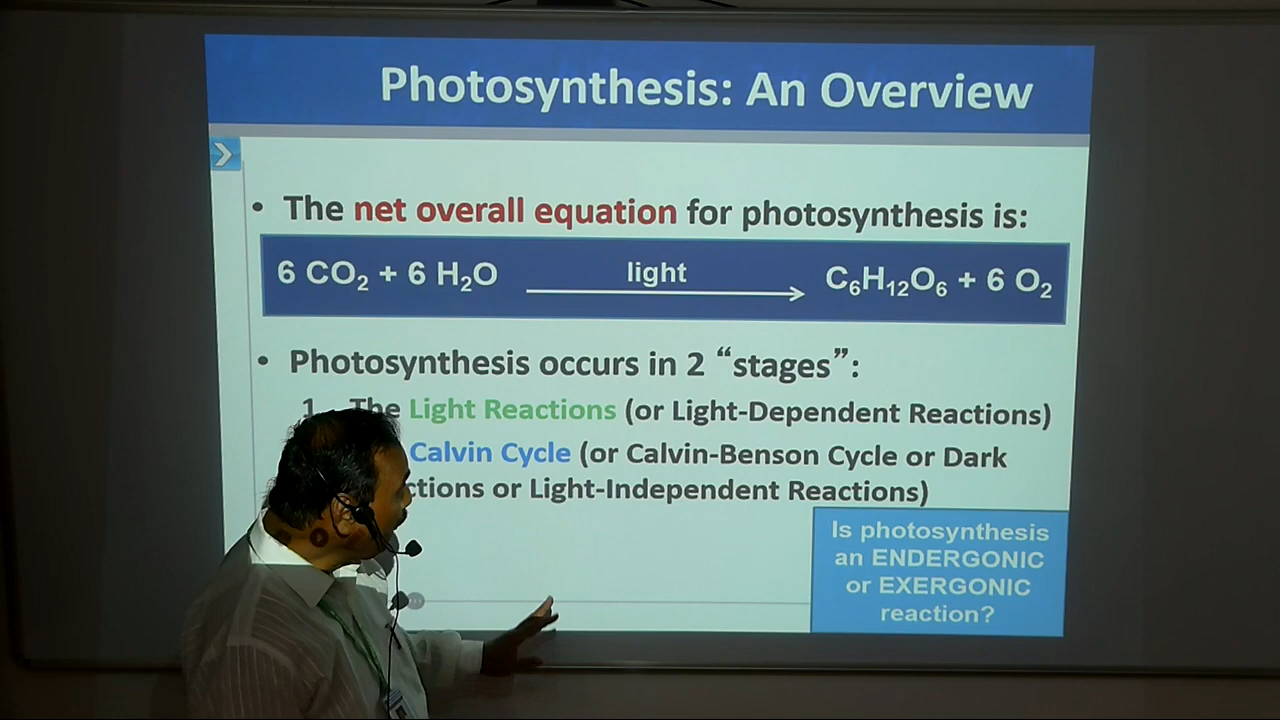 Photosynthesis: An Overview
• The net overall equation for photosynthesis is:
6 CO₂ + 6 H₂O light → C₆H₁₂O₆ + 6 O₂
• Photosynthesis occurs in 2 “stages”:
1. The Light Reactions (or Light-Dependent Reactions)
Calvin Cycle (or Calvin-Benson Cycle or Dark
ctions or Light-Independent Reactions)
Is photosynthesis
an ENDERGONIC
or EXERGONIC
reaction?